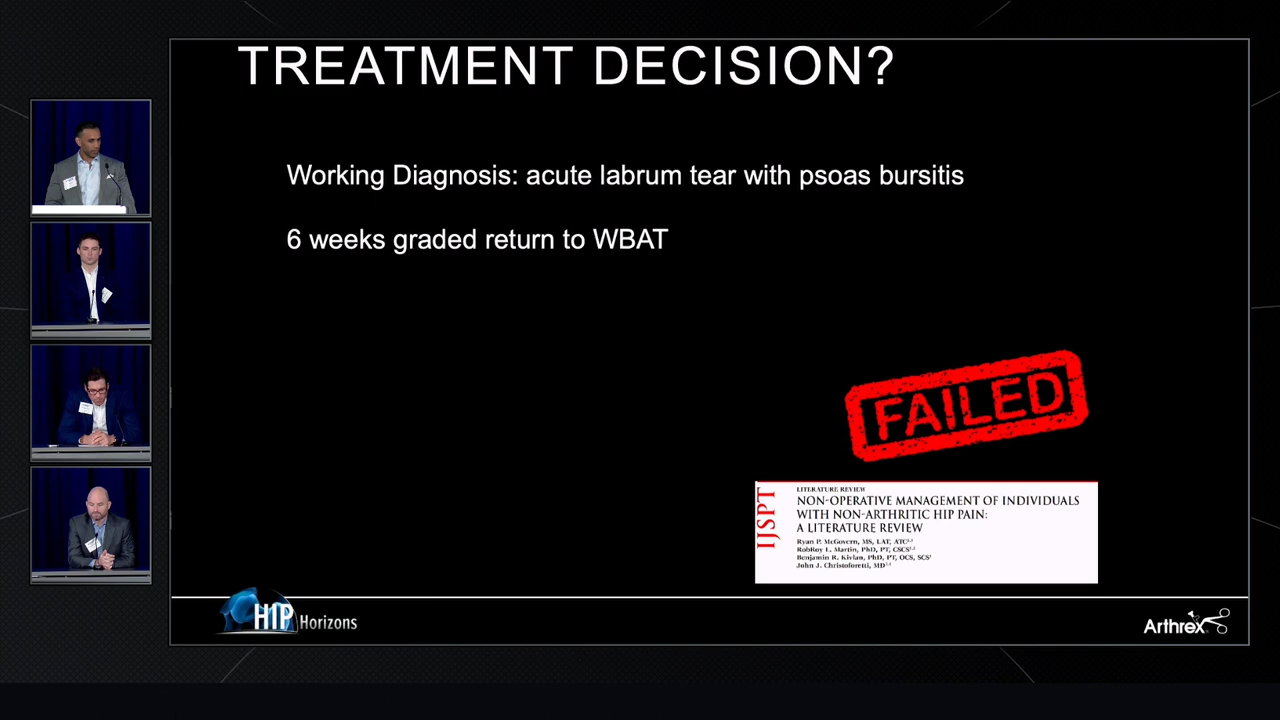 TREATMENT DECISION?
Working Diagnosis: acute labrum tear with psoas bursitis
6 weeks graded return to WBAT
FAILED
IJSPT
LITERATURE REVIEW
NON-OPERATIVE MANAGEMENT OF INDIVIDUALS
WITH NON-ARTHRITIC HIP PAIN:
A LITERATURE REVIEW
Ryan P. McGovern, MS, LAT, ATC
RobRoy L. Martin, PhD, PT, CSCS
Benjamin R. Kivlan, PhD, PT, OCS, SCS
John J. Christoforetti, MD
HIP Horizons
Arthrex